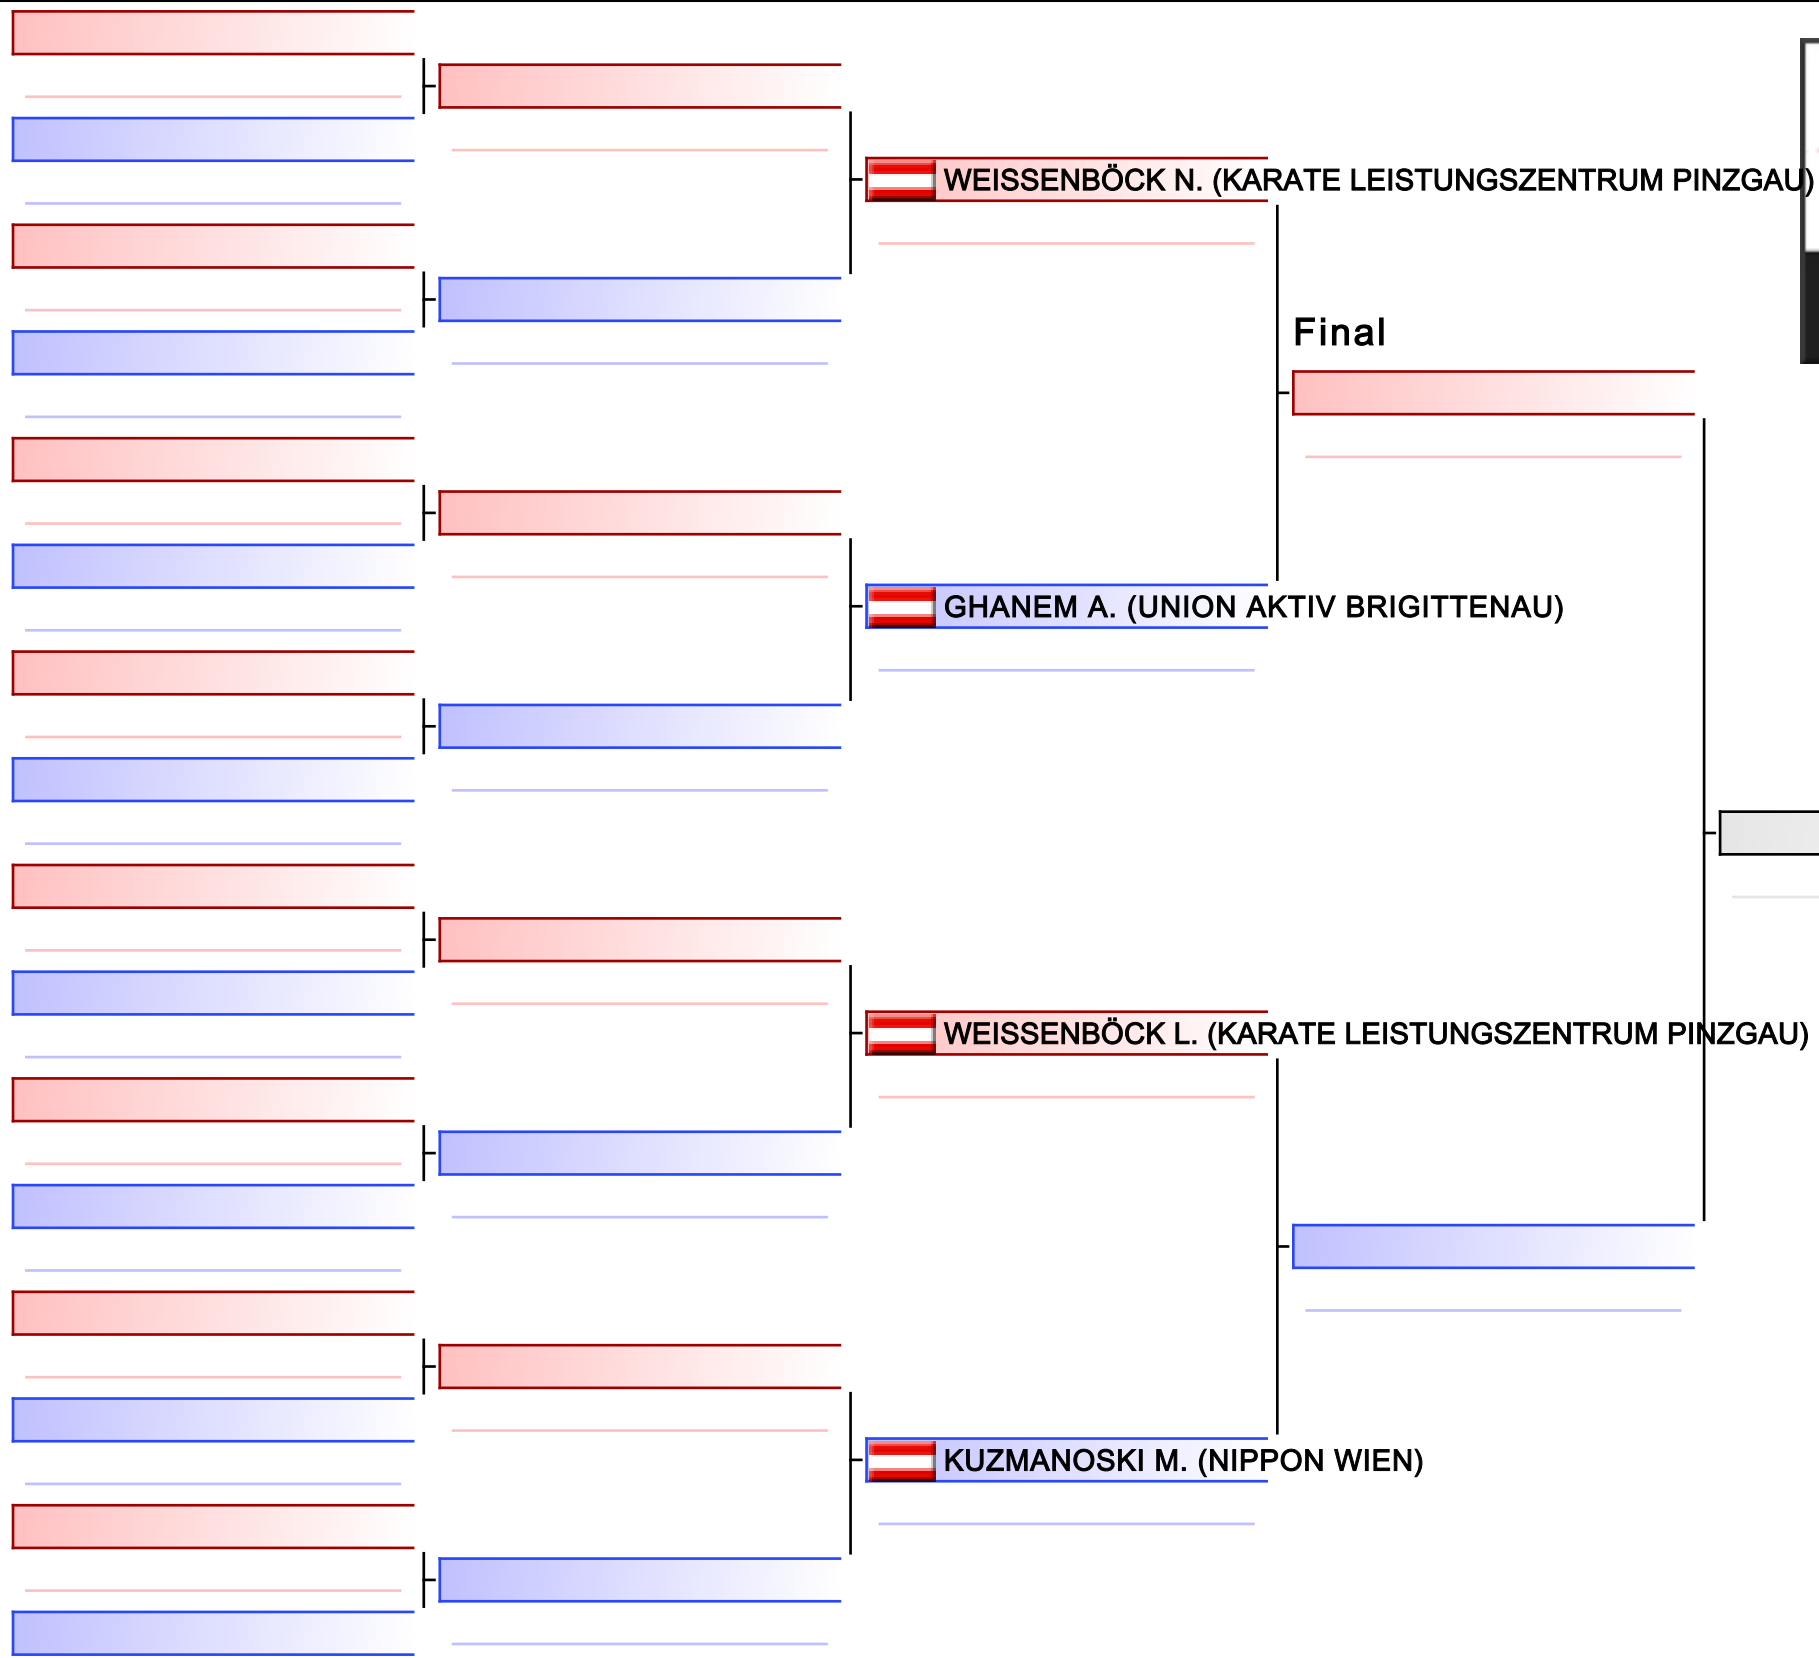 WEISSENBÖCK N. (KARATE LEISTUNGSZENTRUM PINZGAU)
Final
GHANEM A. (UNION AKTIV BRIGITTENAU)
WEISSENBÖCK L. (KARATE LEISTUNGSZENTRUM PINZGAU)
KUZMANOSKI M. (NIPPON WIEN)